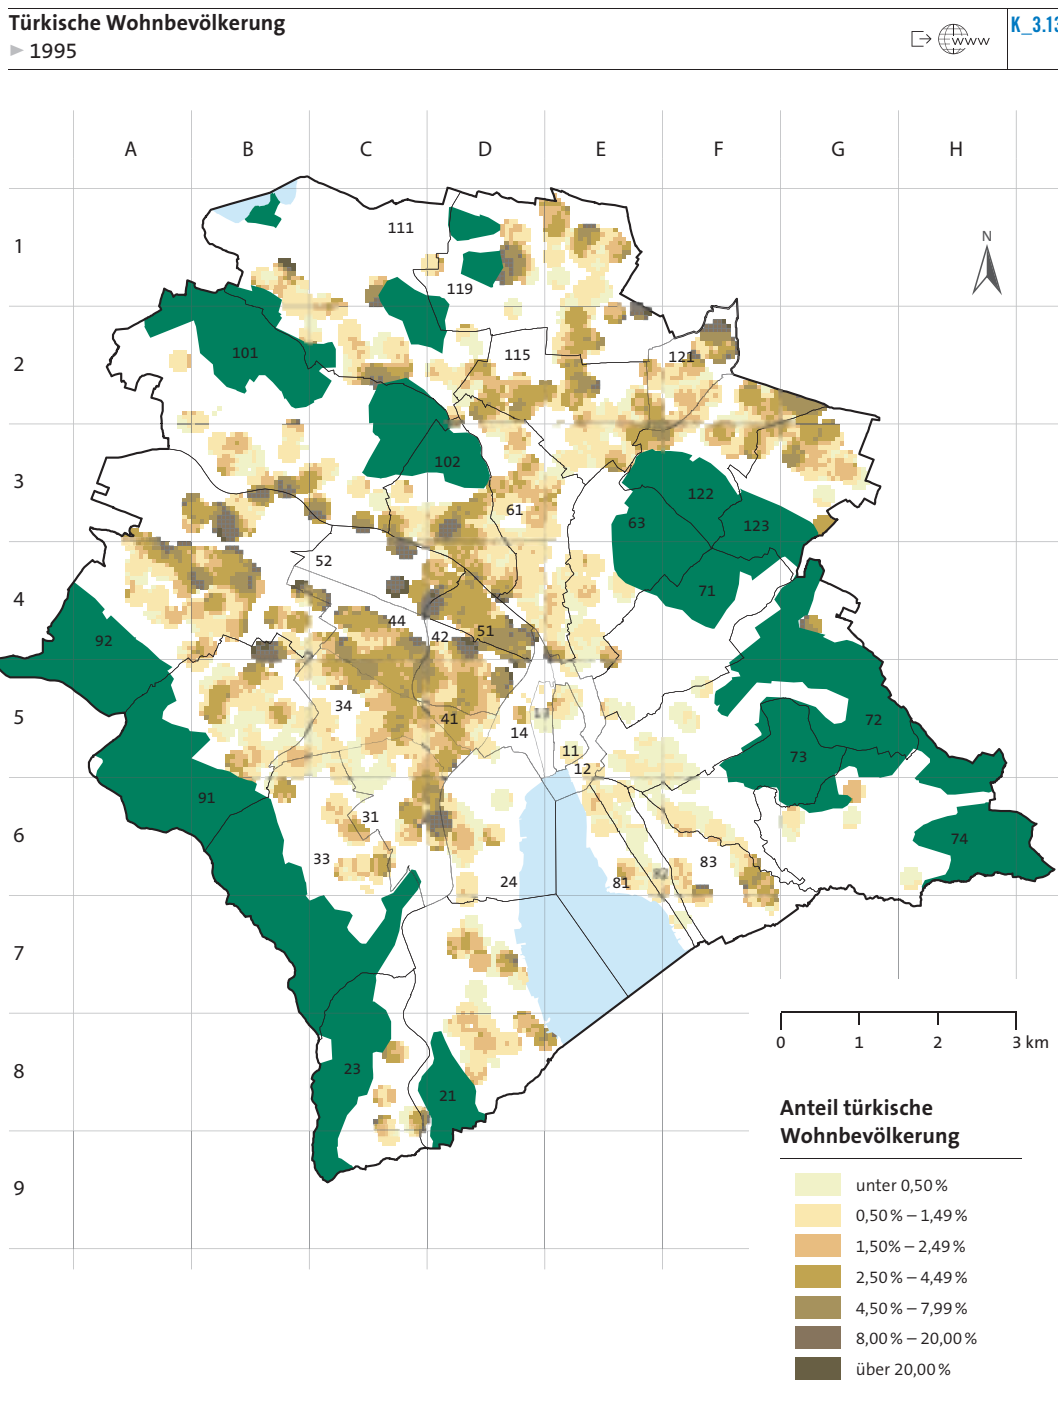 Türkische Wohnbevölkerung
► 1995
www
K_3.13
A B C D E F G H
1
2
3
4
5
6
7
8
9
N
111
119
101
115
121
102
61
122
63
123
52
71
44
42
51
92
34
41
14
13
11
12
72
73
91
31
33
24
81
82
83
74
23
21
0 1 2 3 km
Anteil türkische
Wohnbevölkerung
unter 0,50 %
0,50 % – 1,49 %
1,50% – 2,49 %
2,50 % – 4,49 %
4,50 % – 7,99 %
8,00 % – 20,00 %
über 20,00 %